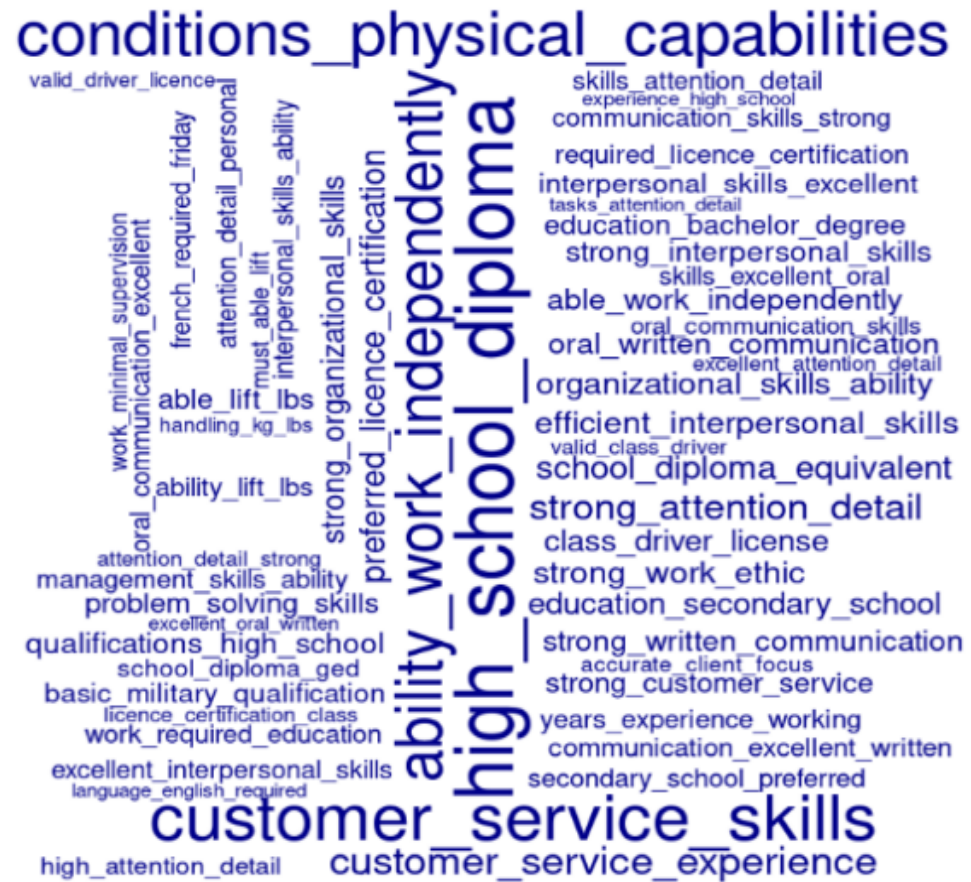 conditions_physical_capabilities
valid_driver_licence
skills_attention_detail
experience_high_school
communication_skills_strong
required_licence_certification
interpersonal_skills_excellent
tasks_attention_detail
education_bachelor_degree
strong_interpersonal_skills
skills_excellent_oral
able_work_independently
oral_communication_skills
oral_written_communication
excellent_attention_detail
organizational_skills_ability
efficient_interpersonal_skills
valid_class_driver
school_diploma_equivalent
strong_attention_detail
class_driver_license
strong_work_ethic
education_secondary_school
strong_written_communication
accurate_client_focus
strong_customer_service
years_experience_working
communication_excellent_written
secondary_school_preferred
work_minimal_supervision
oral_communication_excellent
french_required_friday
attention_detail_personal
must_able_lift
interpersonal_skills_ability
strong_organizational_skills
preferred_licence_certification
ability_work_independently
high_school_diploma
able_lift_lbs
handling_kg_lbs
ability_lift_lbs
attention_detail_strong
management_skills_ability
problem_solving_skills
excellent_oral_written
qualifications_high_school
school_diploma_ged
basic_military_qualification
licence_certification_class
work_required_education
excellent_interpersonal_skills
language_english_required
customer_service_skills
high_attention_detail
customer_service_experience